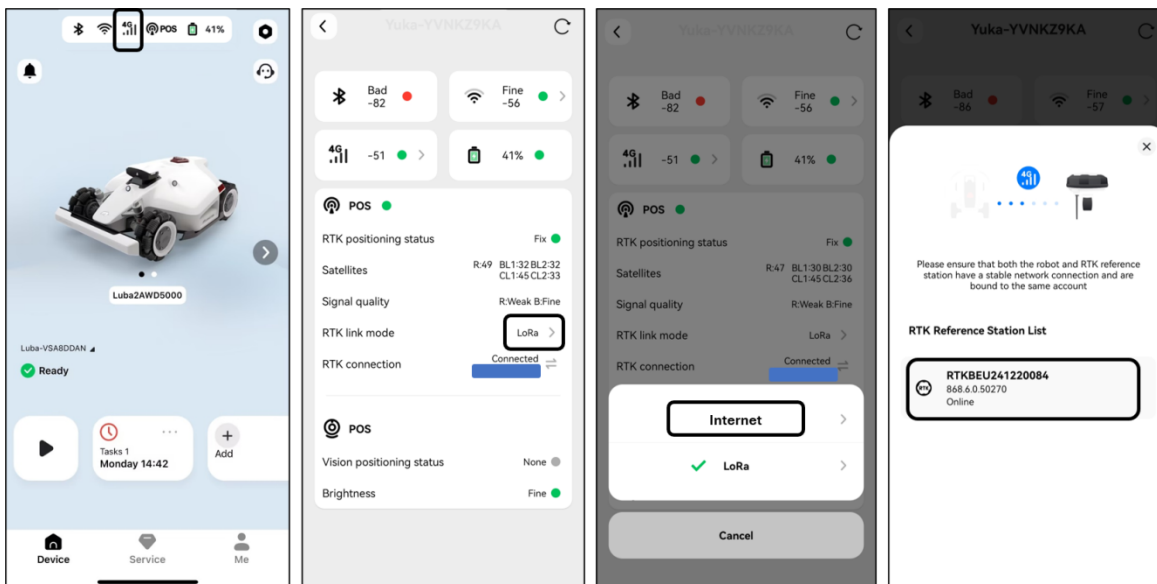 4G POS 41%
Luba2AWD5000
Luba-VSA8DDAN
Ready
Tasks 1
Monday 14:42
Add
Device Service Me
Yuka-YVNKZ9KA
Bad
-82
Fine
-56
4G -51
41%
POS
RTK positioning status Fix
Satellites R:49 BL1:32 BL2:32
CL1:45 CL2:33
Signal quality R:Weak B:Fine
RTK link mode LoRa
RTK connection Connected
POS
Vision positioning status None
Brightness Fine
Yuka-YVNKZ9KA
Bad
-82
Fine
-56
4G -51
41%
POS
RTK positioning status Fix
Satellites R:47 BL1:30 BL2:30
CL1:45 CL2:36
Signal quality R:Weak B:Fine
RTK link mode LoRa
RTK connection Connected
Internet
LoRa
Cancel
Yuka-YVNKZ9KA
Bad
-86
Fine
-57
4G
Please ensure that both the robot and RTK reference
station have a stable network connection and are
bound to the same account
RTK Reference Station List
RTK
RTKBEU241220084
868.6.0.50270
Online